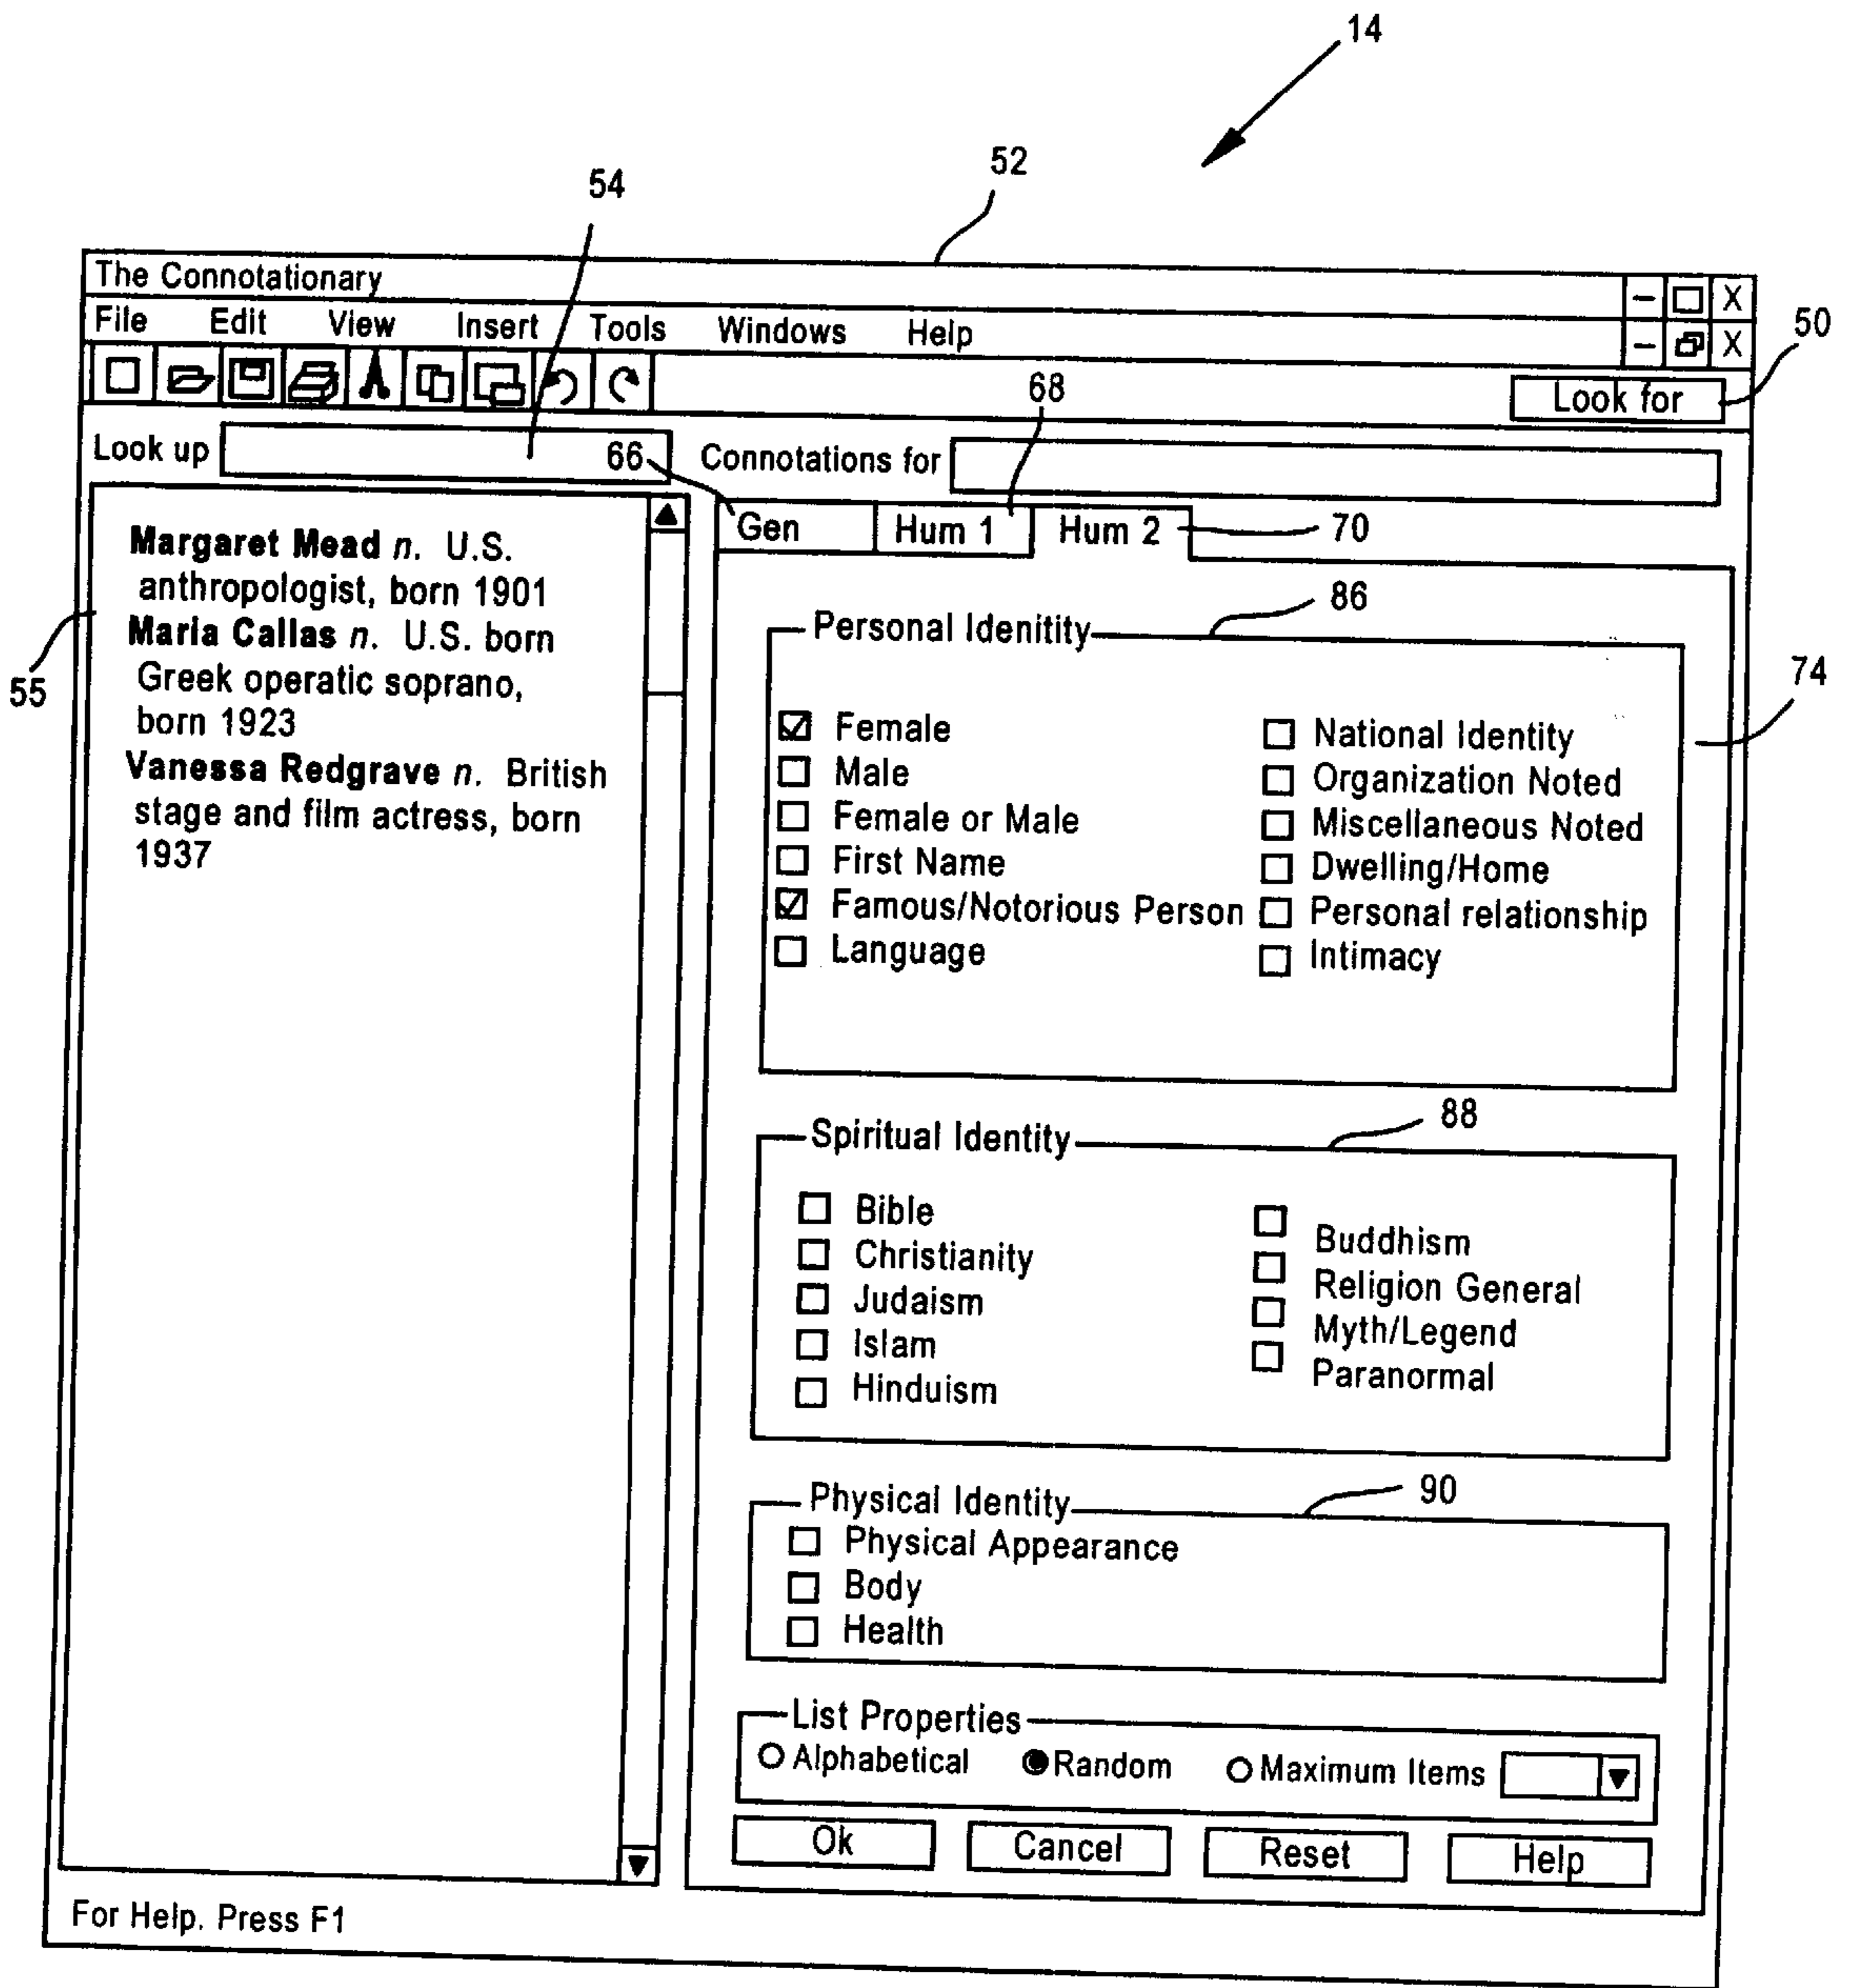 14
52
54
The Connotationary
File Edit View Insert Tools Windows Help
50
68
Look for
Look up
66
Connotations for
Gen Hum 1 Hum 2
70
Margaret Mead n. U.S.
anthropologist, born 1901
Maria Callas n. U.S. born
Greek operatic soprano,
born 1923
Vanessa Redgrave n. British
stage and film actress, born
1937
55
86
Personal Idenitity
74
Female
Male
Female or Male
First Name
Famous/Notorious Person
Language
National Identity
Organization Noted
Miscellaneous Noted
Dwelling/Home
Personal relationship
Intimacy
88
Spiritual Identity
Bible
Christianity
Judaism
Islam
Hinduism
Buddhism
Religion General
Myth/Legend
Paranormal
90
Physical Identity
Physical Appearance
Body
Health
List Properties
Alphabetical Random Maximum Items
Ok Cancel Reset Help
For Help. Press F1